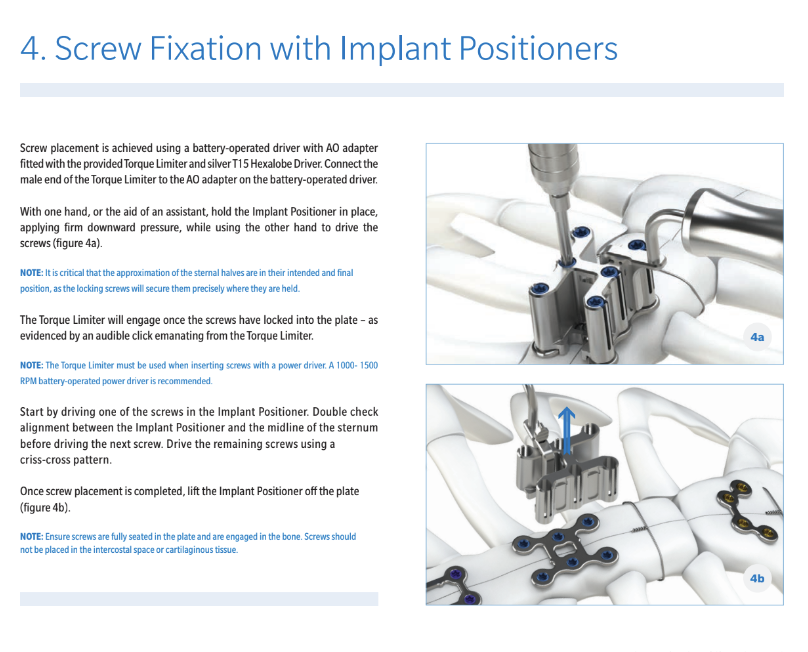 4. Screw Fixation with Implant Positioners
Screw placement is achieved using a battery-operated driver with AO adapter
fitted with the provided Torque Limiter and silver T15 Hexalobe Driver. Connect the
male end of the Torque Limiter to the AO adapter on the battery-operated driver.
With one hand, or the aid of an assistant, hold the Implant Positioner in place,
applying firm downward pressure, while using the other hand to drive the
screws (figure 4a).
NOTE: It is critical that the approximation of the sternal halves are in their intended and final
position, as the locking screws will secure them precisely where they are held.
The Torque Limiter will engage once the screws have locked into the plate – as
evidenced by an audible click emanating from the Torque Limiter.
NOTE: The Torque Limiter must be used when inserting screws with a power driver. A 1000- 1500
RPM battery-operated power driver is recommended.
Start by driving one of the screws in the Implant Positioner. Double check
alignment between the Implant Positioner and the midline of the sternum
before driving the next screw. Drive the remaining screws using a
criss-cross pattern.
Once screw placement is completed, lift the Implant Positioner off the plate
(figure 4b).
NOTE: Ensure screws are fully seated in the plate and are engaged in the bone. Screws should
not be placed in the intercostal space or cartilaginous tissue.
4a
4b